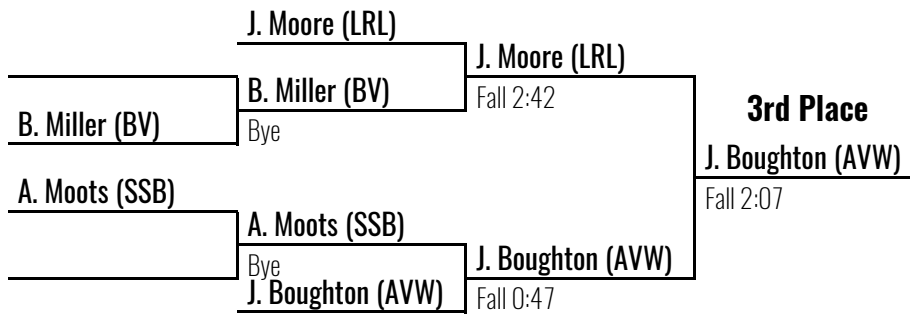 J. Moore (LRL)
J. Moore (LRL)
B. Miller (BV)
Fall 2:42
3rd Place
B. Miller (BV)
Bye
J. Boughton (AVW)
A. Moots (SSB)
Fall 2:07
A. Moots (SSB)
Bye
J. Boughton (AVW)
J. Boughton (AVW)
Fall 0:47